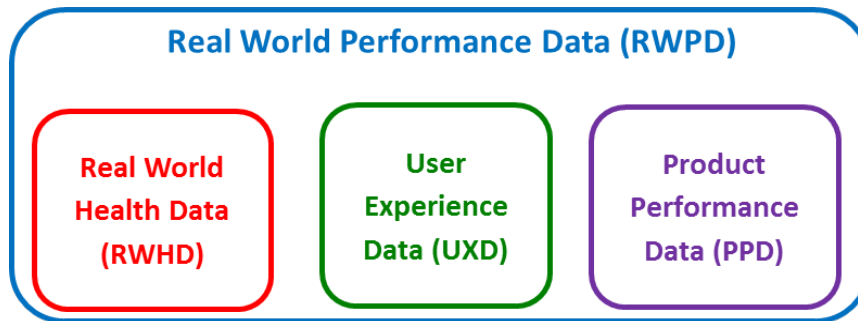 Real World Performance Data (RWPD)
Real World
Health Data
(RWHD)
User
Experience
Data (UXD)
Product
Performance
Data (PPD)